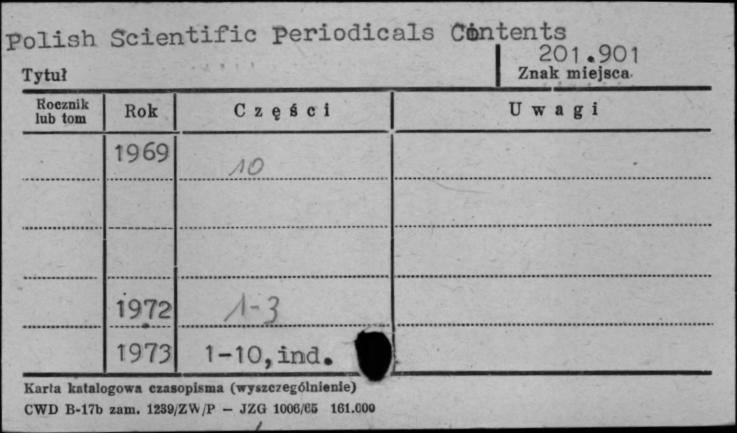 Polish Scientific Periodicals Contents
201.901
Tytuł
Znak miejsca
Rocznik lub tom Rok Części Uwagi
1969 10
1972 1-3
1973 1-10, ind.
Karta katalogowa czasopisma (wyszczególnienie)
CWD B-17b zam. 1239/ZW/P — JZG 1006/65 161.000